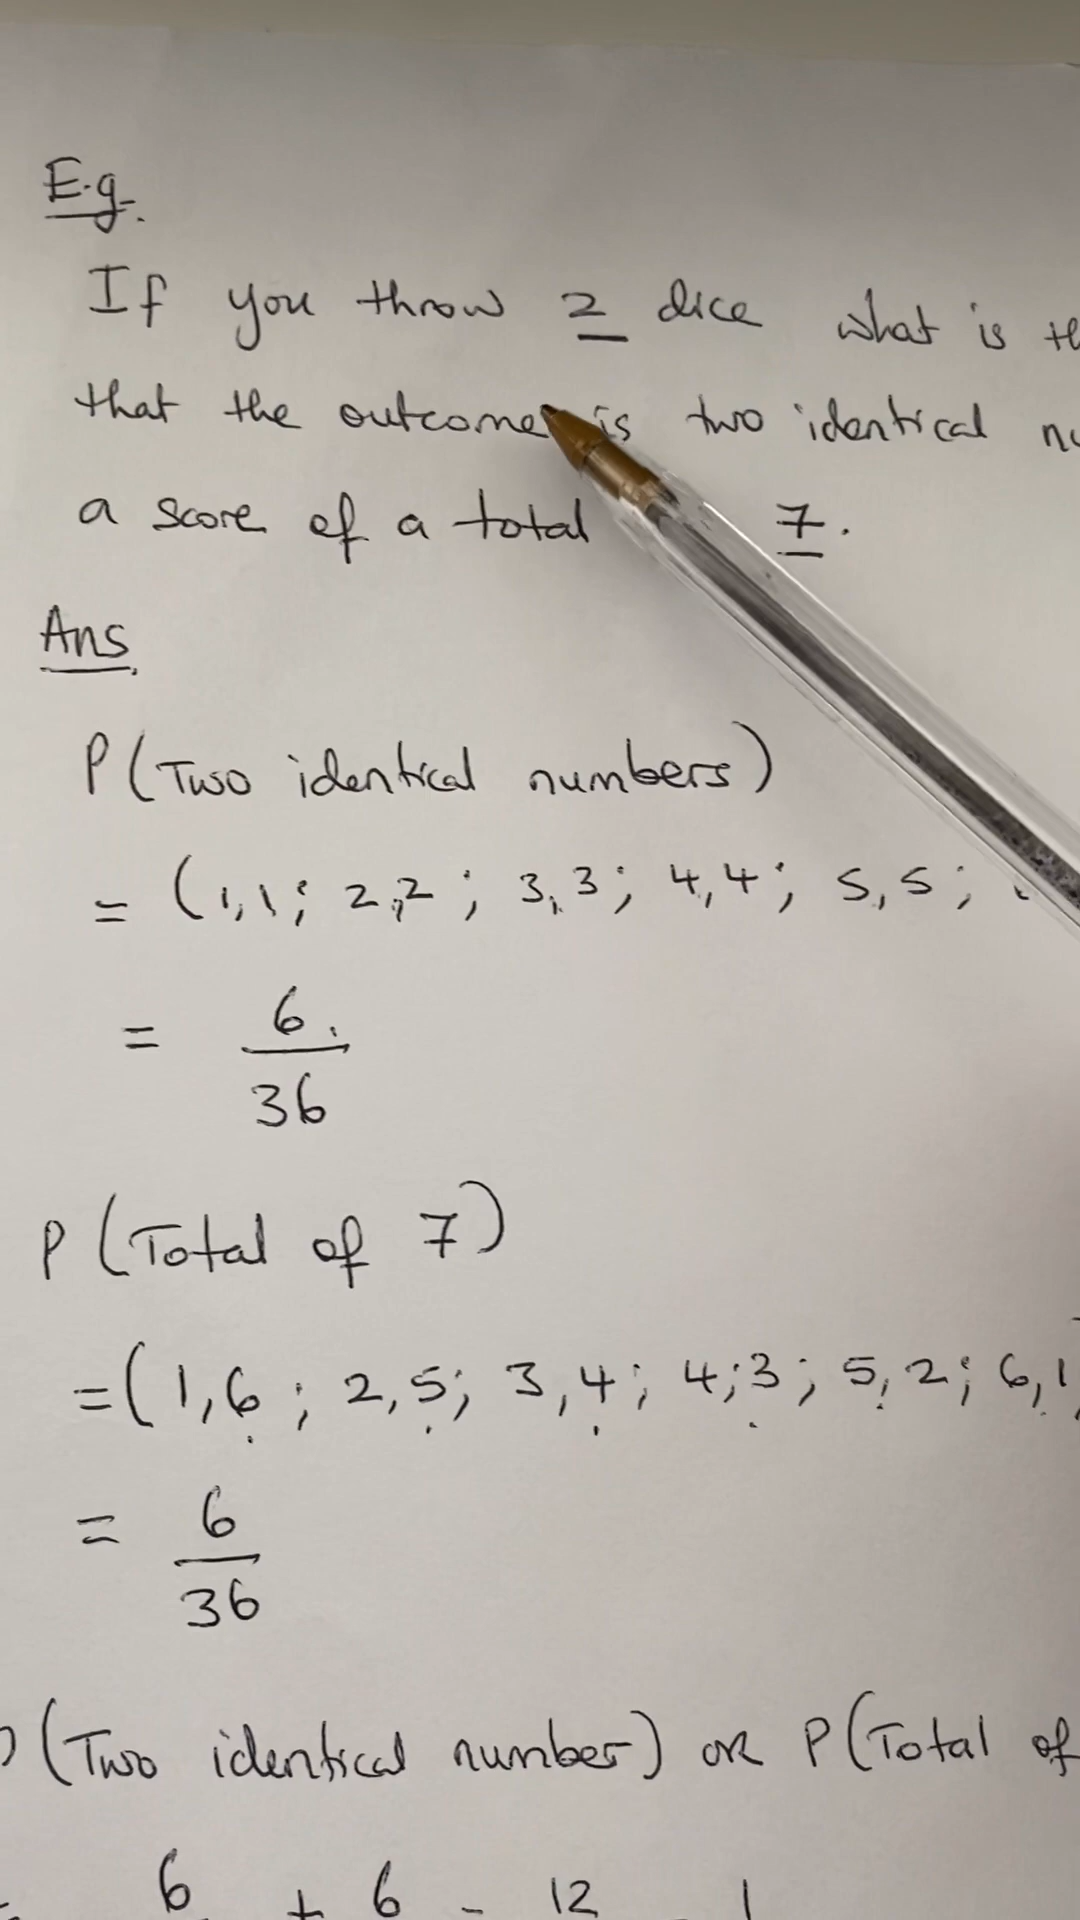 E.g.
If you throw 2 dice what is
that the outcome is two identical
a score of a total 7.
Ans.
P (Two identical numbers)
= (1,1; 2,2; 3,3; 4,4; 5,5;
= 6
36
P (Total of 7)
= (1,6; 2,5; 3,4; 4;3; 5,2; 6,1
= 6
36
(Two identical number) or P (Total of
6 + 6 = 12 1